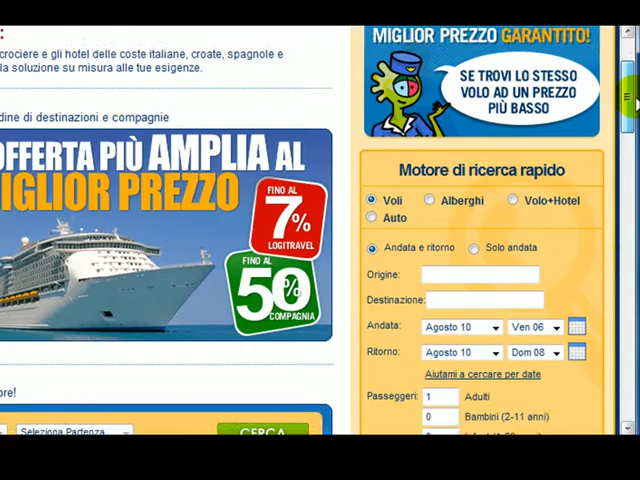 crociere e gli hotel delle coste italiane, croate, spagnole e
la soluzione su misura alle tue esigenze.
dine di destinazioni e compagnie
OFFERTA PIÙ AMPLIA AL
MIGLIOR PREZZO
FINO AL
7%
LOGITRAVEL
FINO AL
50%
COMPAGNIA
ore!
Seleziona Partenza
CERCA
MIGLIOR PREZZO GARANTITO!
SE TROVI LO STESSO
VOLO AD UN PREZZO
PIÙ BASSO
Motore di ricerca rapido
Voli Alberghi Volo+Hotel
Auto
Andata e ritorno Solo andata
Origine:
Destinazione:
Andata: Agosto 10 Ven 06
Ritorno: Agosto 10 Dom 08
Aiutami a cercare per date
Passeggeri: 1 Adulti
0 Bambini (2-11 anni)